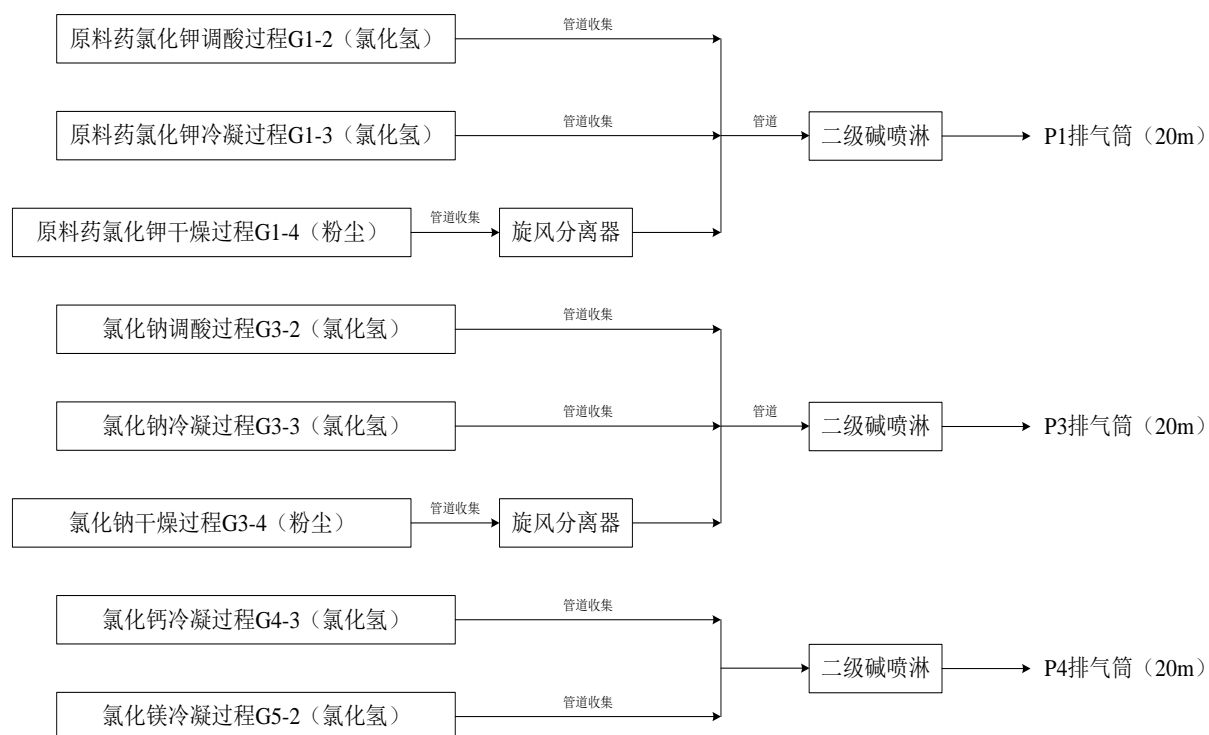 原料药氯化钾调酸过程G1-2（氯化氢）
管道收集
原料药氯化钾冷凝过程G1-3（氯化氢）
管道收集
管道
二级碱喷淋
P1排气筒（20m）
原料药氯化钾干燥过程G1-4（粉尘）
管道收集
旋风分离器
氯化钠调酸过程G3-2（氯化氢）
管道收集
氯化钠冷凝过程G3-3（氯化氢）
管道收集
管道
二级碱喷淋
P3排气筒（20m）
氯化钠干燥过程G3-4（粉尘）
管道收集
旋风分离器
氯化钙冷凝过程G4-3（氯化氢）
管道收集
二级碱喷淋
P4排气筒（20m）
氯化镁冷凝过程G5-2（氯化氢）
管道收集